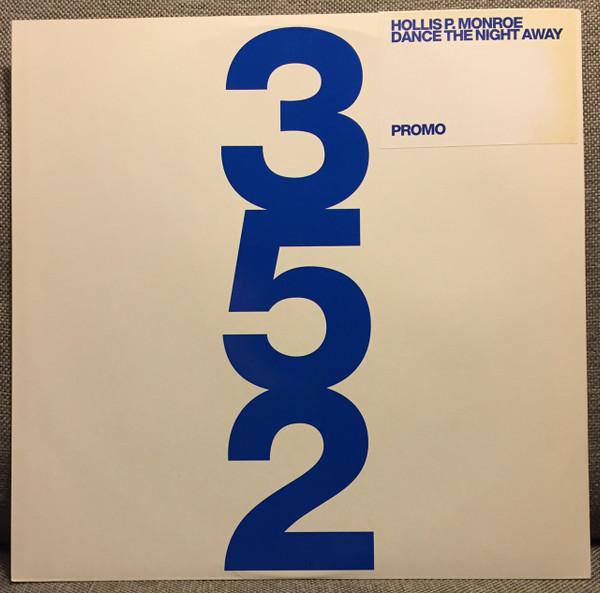 HOLLIS P. MONROE
DANCE THE NIGHT AWAY
PROMO
3
5
2